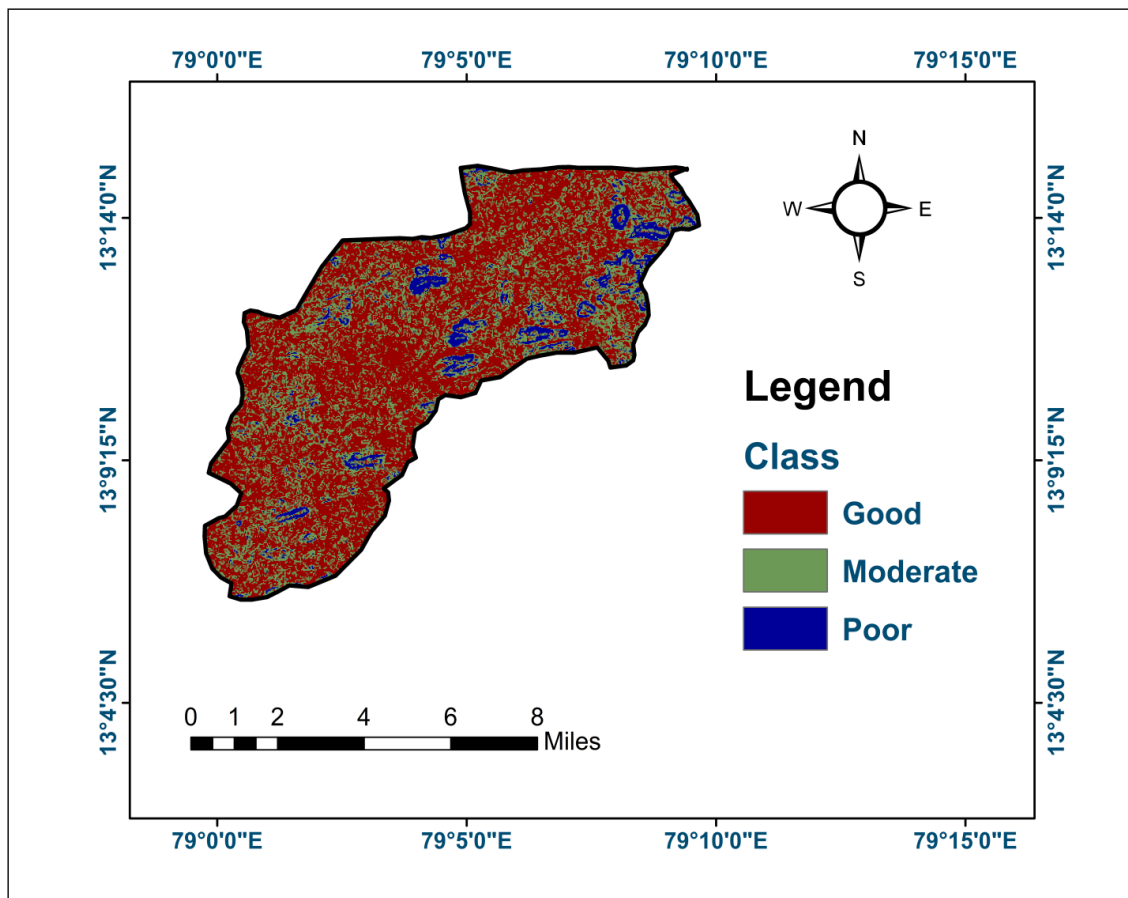 79°0'0"E 79°5'0"E 79°10'0"E 79°15'0"E
N
W E
S
13°14'0"N 13°14'0"N
Legend
Class
13°9'15"N 13°9'15"N
Good
Moderate
Poor
13°4'30"N 13°4'30"N
0 1 2 4 6 8
Miles
79°0'0"E 79°5'0"E 79°10'0"E 79°15'0"E